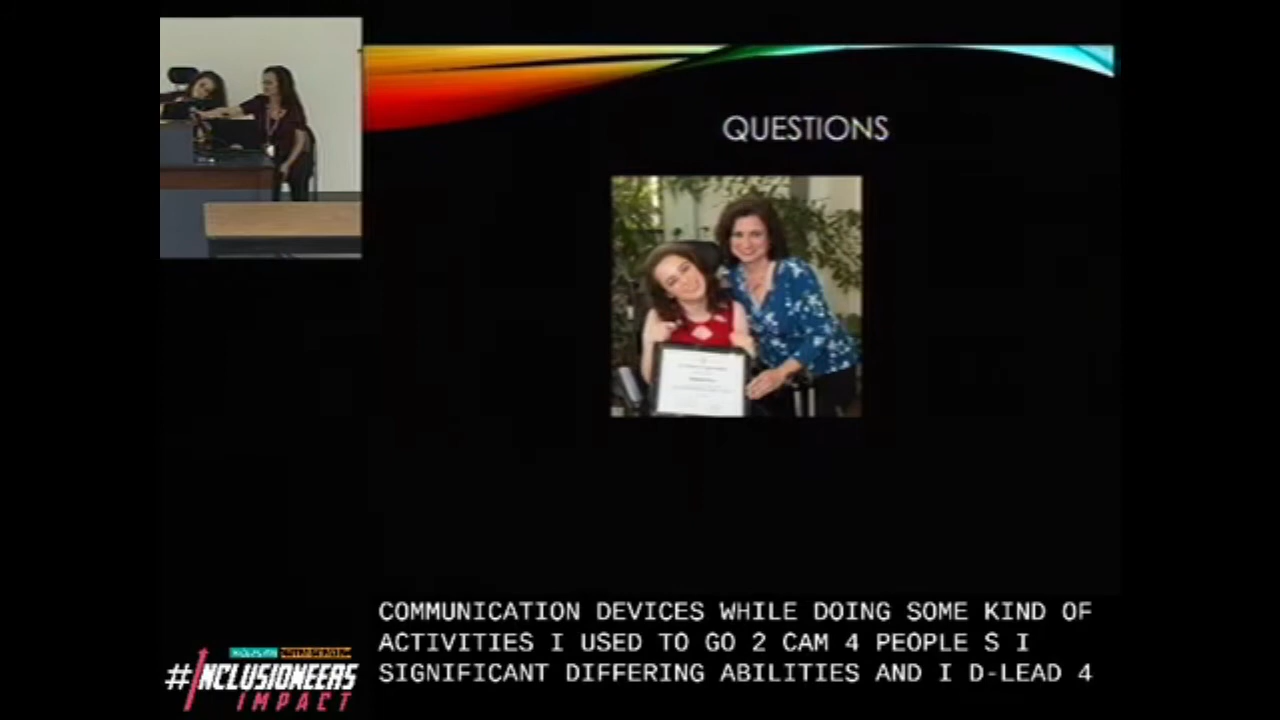 QUESTIONS
COMMUNICATION DEVICES WHILE DOING SOME KIND OF
ACTIVITIES I USED TO GO 2 CAM 4 PEOPLE S I
SIGNIFICANT DIFFERING ABILITIES AND I D-LEAD 4
#INCLUSIONEERS
IMPACT